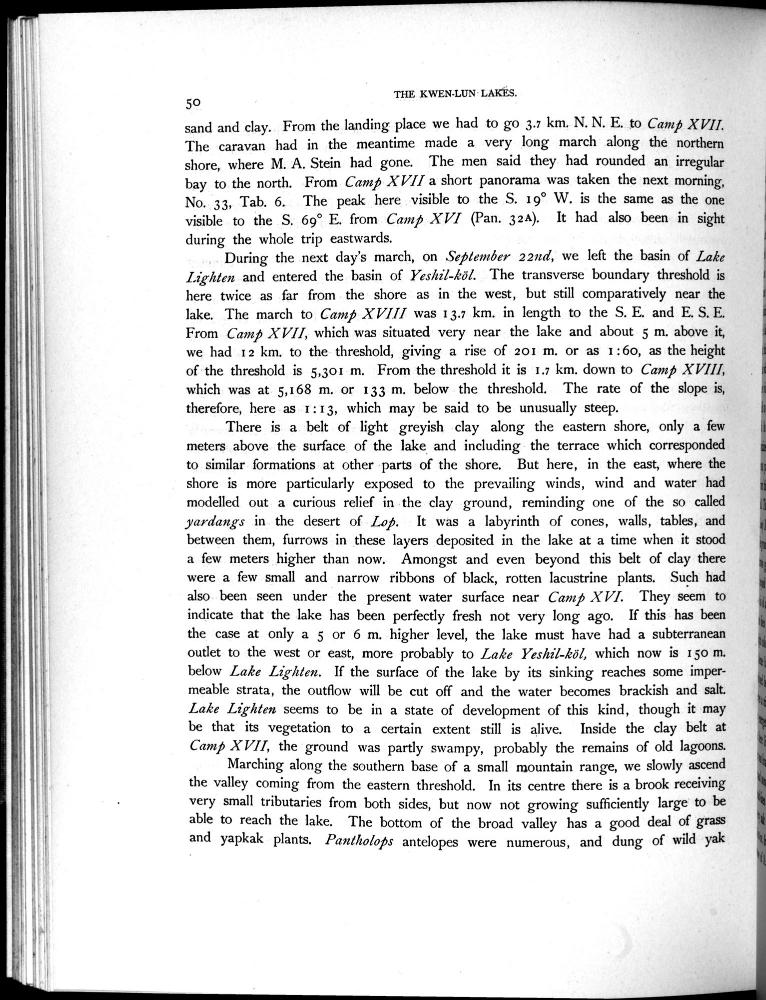 THE KWEN-LUN LAKES.
50
sand and clay. From the landing place we had to go 3.7 km. N. N. E. to Camp XVII.
The caravan had in the meantime made a very long march along the northern
shore, where M. A. Stein had gone. The men said they had rounded an irregular
bay to the north. From Camp XVII a short panorama was taken the next morning,
No. 33, Tab. 6. The peak here visible to the S. 19° W. is the same as the one
visible to the S. 69° E. from Camp XVI (Pan. 32A). It had also been in sight
during the whole trip eastwards.
During the next day's march, on September 22nd, we left the basin of Lake
Lighten and entered the basin of Yeshil-köl. The transverse boundary threshold is
here twice as far from the shore as in the west, but still comparatively near the
lake. The march to Camp XVIII was 13.7 km. in length to the S. E. and E. S. E.
From Camp XVII, which was situated very near the lake and about 5 m. above it,
we had 12 km. to the threshold, giving a rise of 201 m. or as 1:60, as the height
of the threshold is 5,301 m. From the threshold it is 1.7 km. down to Camp XVIII,
which was at 5,168 m. or 133 m. below the threshold. The rate of the slope is,
therefore, here as 1:13, which may be said to be unusually steep.
There is a belt of light greyish clay along the eastern shore, only a few
meters above the surface of the lake and including the terrace which corresponded
to similar formations at other parts of the shore. But here, in the east, where the
shore is more particularly exposed to the prevailing winds, wind and water had
modelled out a curious relief in the clay ground, reminding one of the so called
yardangs in the desert of Lop. It was a labyrinth of cones, walls, tables, and
between them, furrows in these layers deposited in the lake at a time when it stood
a few meters higher than now. Amongst and even beyond this belt of clay there
were a few small and narrow ribbons of black, rotten lacustrine plants. Such had
also been seen under the present water surface near Camp XVI. They seem to
indicate that the lake has been perfectly fresh not very long ago. If this has been
the case at only a 5 or 6 m. higher level, the lake must have had a subterranean
outlet to the west or east, more probably to Lake Yeshil-köl, which now is 150 m.
below Lake Lighten. If the surface of the lake by its sinking reaches some imper-
meable strata, the outflow will be cut off and the water becomes brackish and salt.
Lake Lighten seems to be in a state of development of this kind, though it may
be that its vegetation to a certain extent still is alive. Inside the clay belt at
Camp XVII, the ground was partly swampy, probably the remains of old lagoons.
Marching along the southern base of a small mountain range, we slowly ascend
the valley coming from the eastern threshold. In its centre there is a brook receiving
very small tributaries from both sides, but now not growing sufficiently large to be
able to reach the lake. The bottom of the broad valley has a good deal of grass
and yapkak plants. Pantholops antelopes were numerous, and dung of wild yak